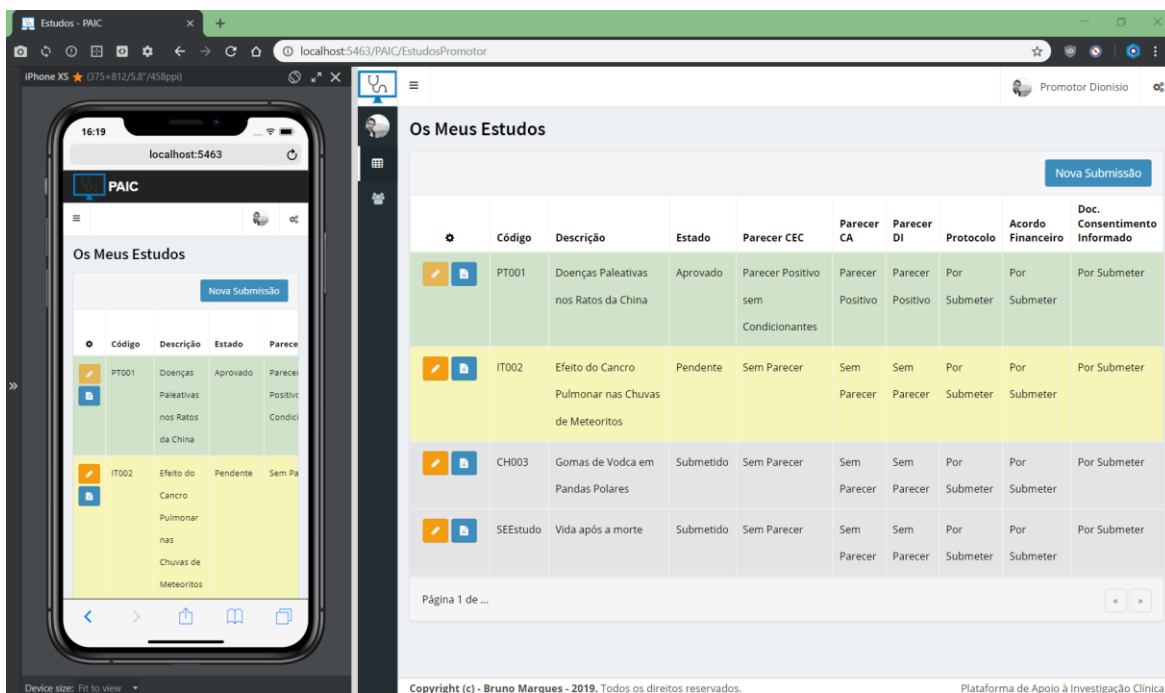 Estudos - PAIC
localhost:5463/PAIC/EstudosPromotor
iPhone XS (375×812/5.8"/458ppi)
16:19
localhost:5463
PAIC
Os Meus Estudos
Nova Submissão
Código Descrição Estado Parece
PT001 Doenças Aprovado Parecer
Paleativas Positivo
nos Ratos Condici
da China
IT002 Efeito do Pendente Sem Pa
Cancro
Pulmonar
nas
Chuvas de
Meteoritos
Device size: Fit to view
Promotor Dionisio
Os Meus Estudos
Nova Submissão
Código Descrição Estado Parecer CEC Parecer CA Parecer DI Protocolo Acordo Financeiro Doc. Consentimento Informado
PT001 Doenças Paleativas Aprovado Parecer Positivo Parecer Parecer Por Por Por Submeter
nos Ratos da China sem Positivo Positivo Submeter Submeter
Condicionantes
IT002 Efeito do Cancro Pendente Sem Parecer Sem Sem Por Por Por Submeter
Pulmonar nas Chuvas Parecer Parecer Submeter Submeter
de Meteoritos
CH003 Gomas de Vodca em Submetido Sem Parecer Sem Sem Por Por Por Submeter
Pandas Polares Parecer Parecer Submeter Submeter
SEEstudo Vida após a morte Submetido Sem Parecer Sem Sem Por Por Por Submeter
Parecer Parecer Submeter Submeter
Página 1 de ...
« »
Copyright (c) - Bruno Marques - 2019. Todos os direitos reservados. Plataforma de Apoio à Investigação Clínica